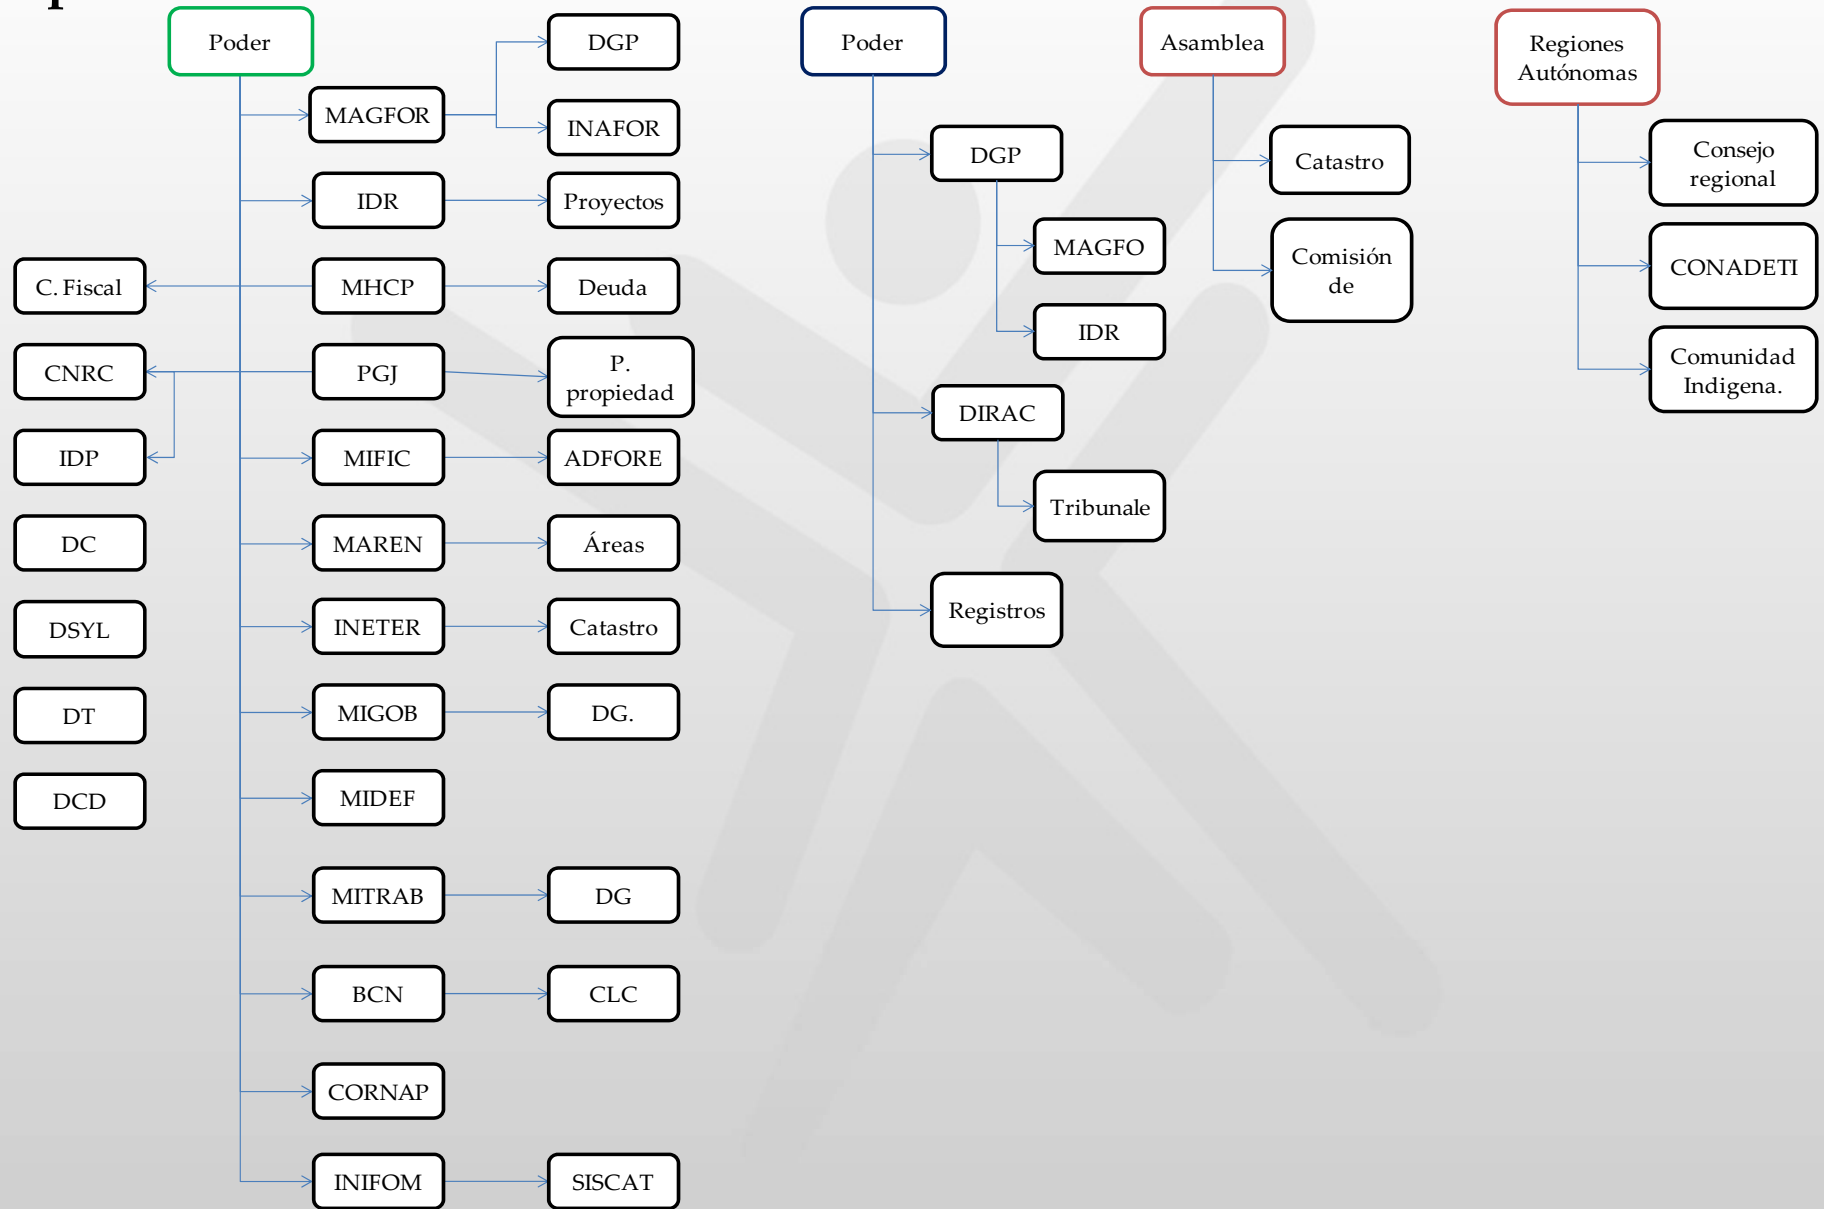 Poder
MAGFOR
DGP
INAFOR
IDR
Proyectos
C. Fiscal
MHCP
Deuda
CNRC
PGJ
P.
propiedad
IDP
MIFIC
ADFORE
DC
MAREN
Áreas
DSYL
INETER
Catastro
DT
MIGOB
DG.
DCD
MIDEF
MITRAB
DG
BCN
CLC
CORNAP
INIFOM
SISCAT
Poder
DGP
MAGFO
IDR
DIRAC
Tribunale
Registros
Asamblea
Catastro
Comisión
de
Regiones
Autónomas
Consejo
regional
CONADETI
Comunidad
Indigena.